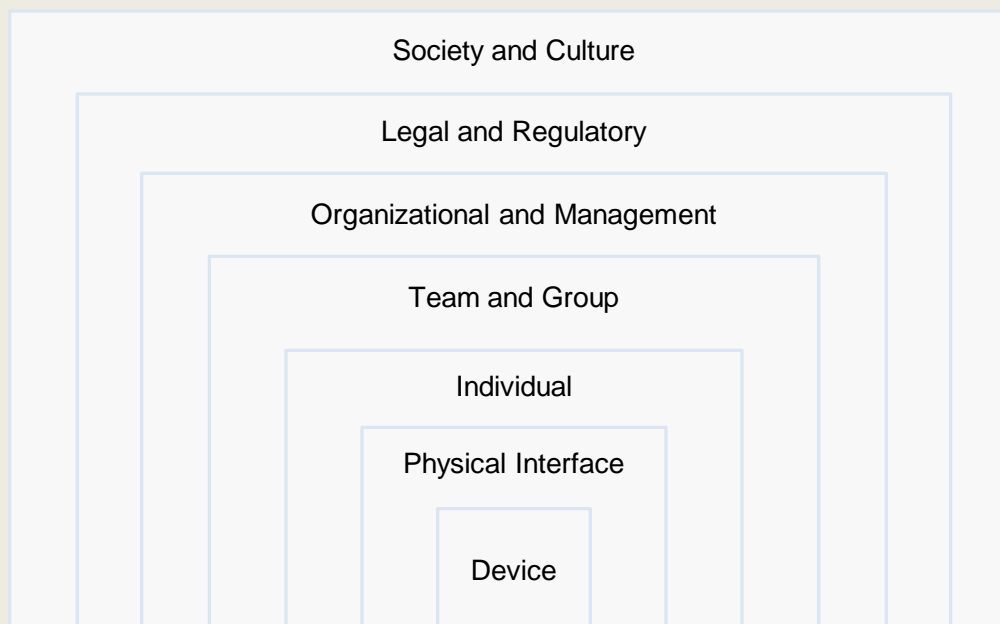 Society and Culture
Legal and Regulatory
Organizational and Management
Team and Group
Individual
Physical Interface
Device